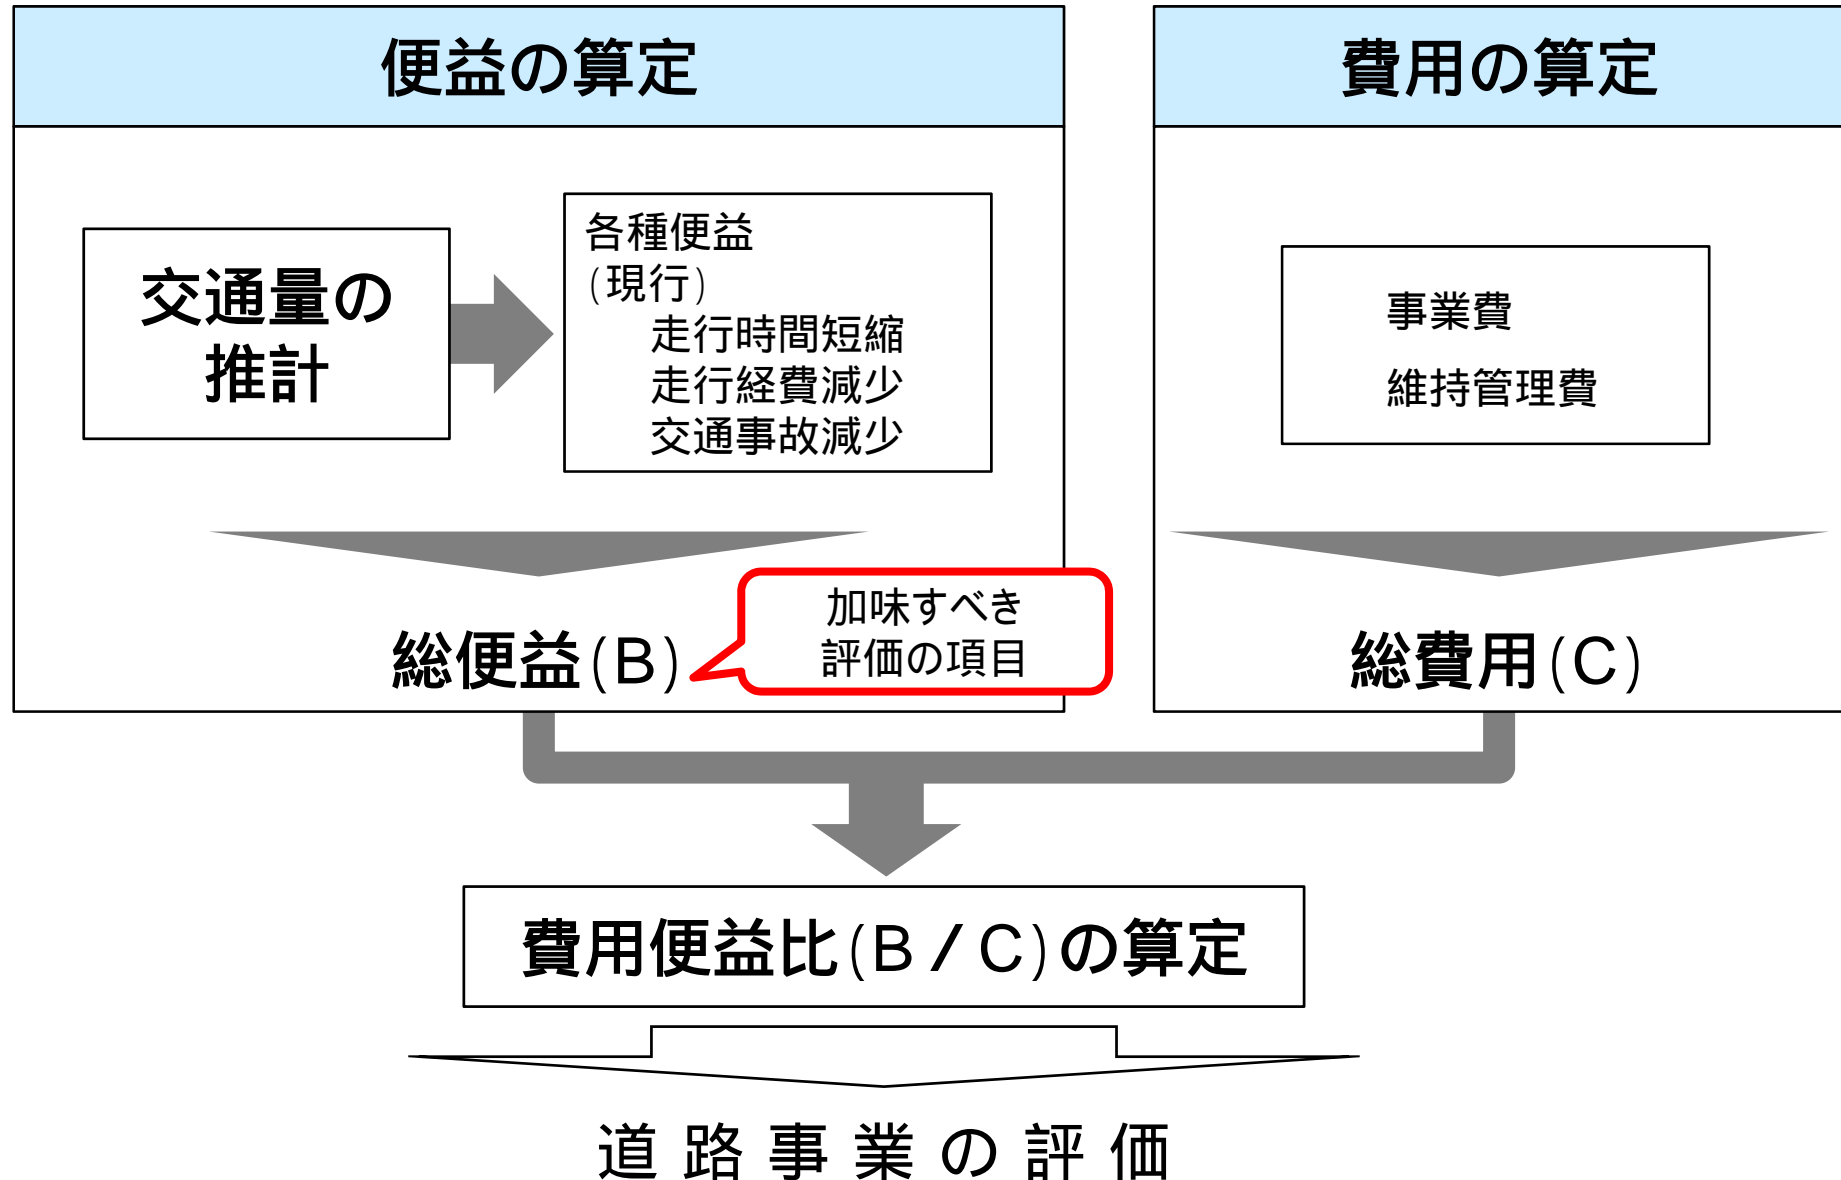 便益の算定
交通量の
推計
各種便益
(現行)
走行時間短縮
走行経費減少
交通事故減少
総便益(B)
加味すべき
評価の項目
費用の算定
事業費
維持管理費
総費用(C)
費用便益比(B/C)の算定
道路事業の評価